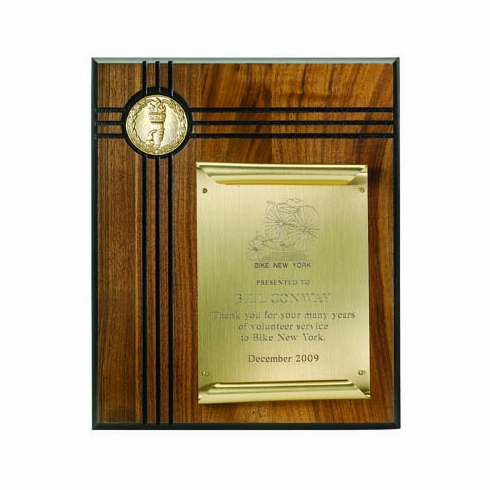 BIKE NEW YORK
PRESENTED TO
BILL CONWAY
Thank you for your many years
of volunteer service
to Bike New York.
December 2009